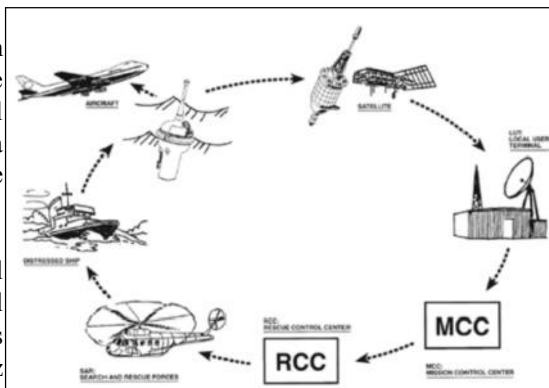 AIRCRAFT
SATELLITE
LUT:
LOCAL USER
TERMINAL
DISTRESSED SHIP
RCC:
RESCUE CONTROL CENTER
MCC
RCC
SAR:
SEARCH AND RESCUE FORCES
MCC:
MISSION CONTROL CENTER